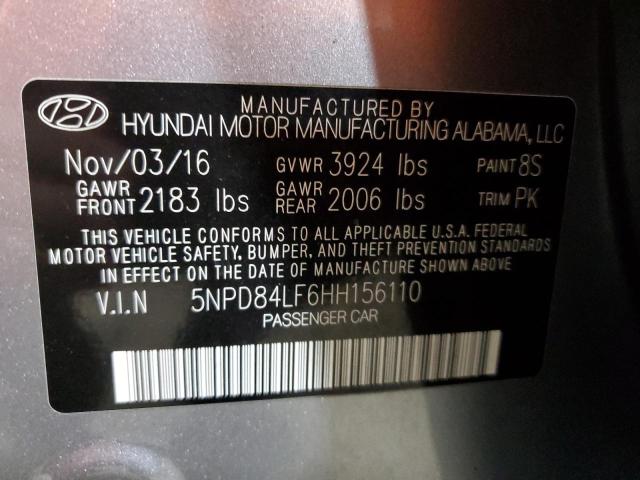 MANUFACTURED BY
HYUNDAI MOTOR MANUFACTURING ALABAMA, LLC
Nov/03/16 GVWR 3924 lbs PAINT 8S
GAWR FRONT 2183 lbs GAWR REAR 2006 lbs TRIM PK
THIS VEHICLE CONFORMS TO ALL APPLICABLE U.S.A. FEDERAL
MOTOR VEHICLE SAFETY, BUMPER, AND THEFT PREVENTION STANDARDS
IN EFFECT ON THE DATE OF MANUFACTURE SHOWN ABOVE.
V.I.N 5NPD84LF6HH156110
PASSENGER CAR